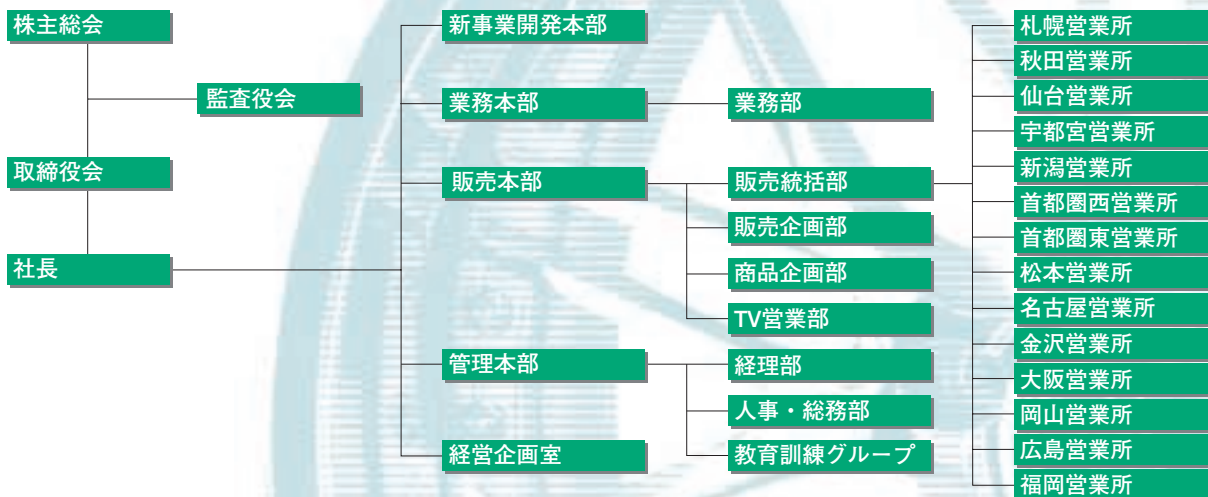 株主総会
監査役会
取締役会
社長
新事業開発本部
業務本部
販売本部
管理本部
経営企画室
業務部
販売統括部
販売企画部
商品企画部
TV営業部
経理部
人事・総務部
教育訓練グループ
札幌営業所
秋田営業所
仙台営業所
宇都宮営業所
新潟営業所
首都圏西営業所
首都圏東営業所
松本営業所
名古屋営業所
金沢営業所
大阪営業所
岡山営業所
広島営業所
福岡営業所